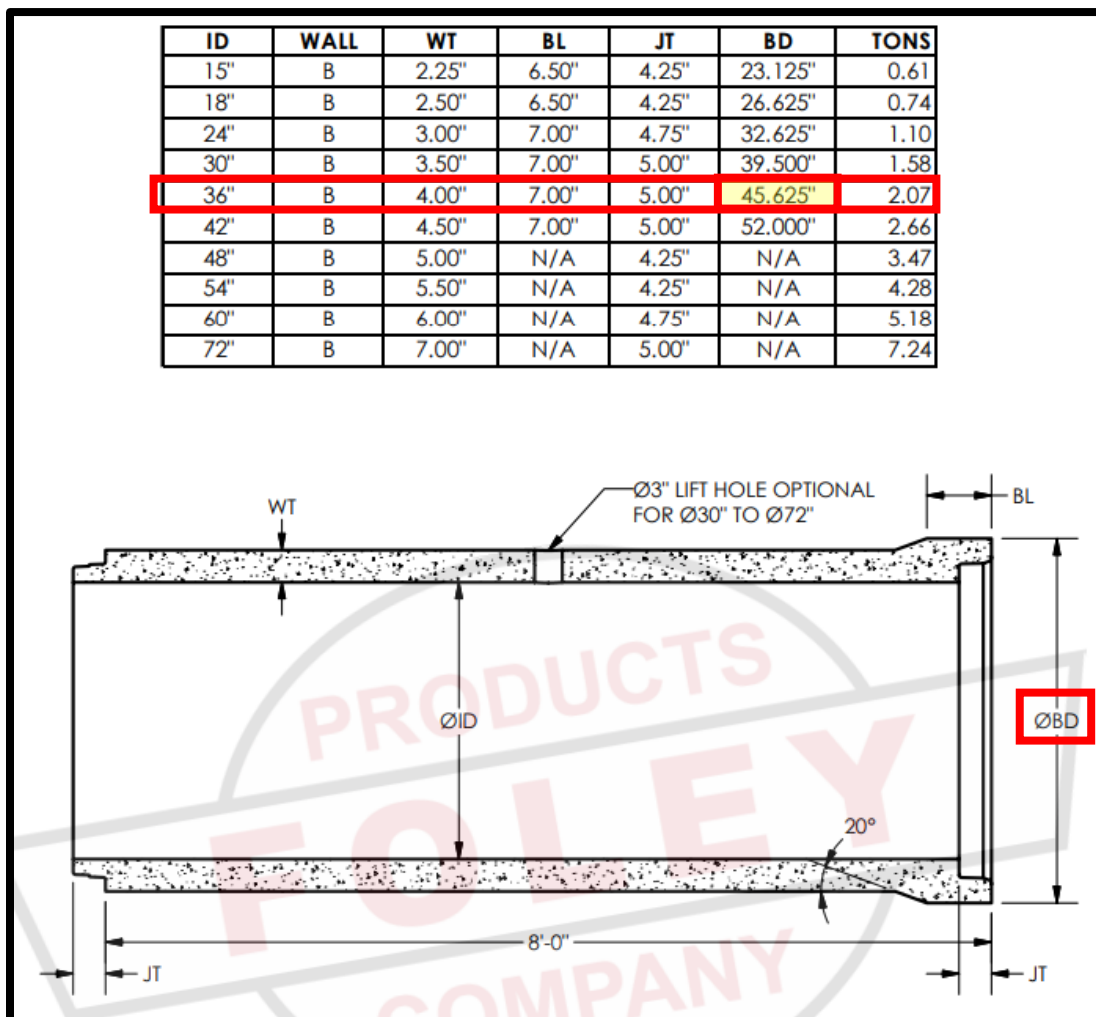 ID WALL WT BL JT BD TONS
15" B 2.25" 6.50" 4.25" 23.125" 0.61
18" B 2.50" 6.50" 4.25" 26.625" 0.74
24" B 3.00" 7.00" 4.75" 32.625" 1.10
30" B 3.50" 7.00" 5.00" 39.500" 1.58
36" B 4.00" 7.00" 5.00" 45.625" 2.07
42" B 4.50" 7.00" 5.00" 52.000" 2.66
48" B 5.00" N/A 4.25" N/A 3.47
54" B 5.50" N/A 4.25" N/A 4.28
60" B 6.00" N/A 4.75" N/A 5.18
72" B 7.00" N/A 5.00" N/A 7.24
Ø3" LIFT HOLE OPTIONAL
FOR Ø30" TO Ø72"
WT
BL
PRODUCTS
ØID
ØBD
FOLEY
20°
8'-0"
JT
JT
COMPANY